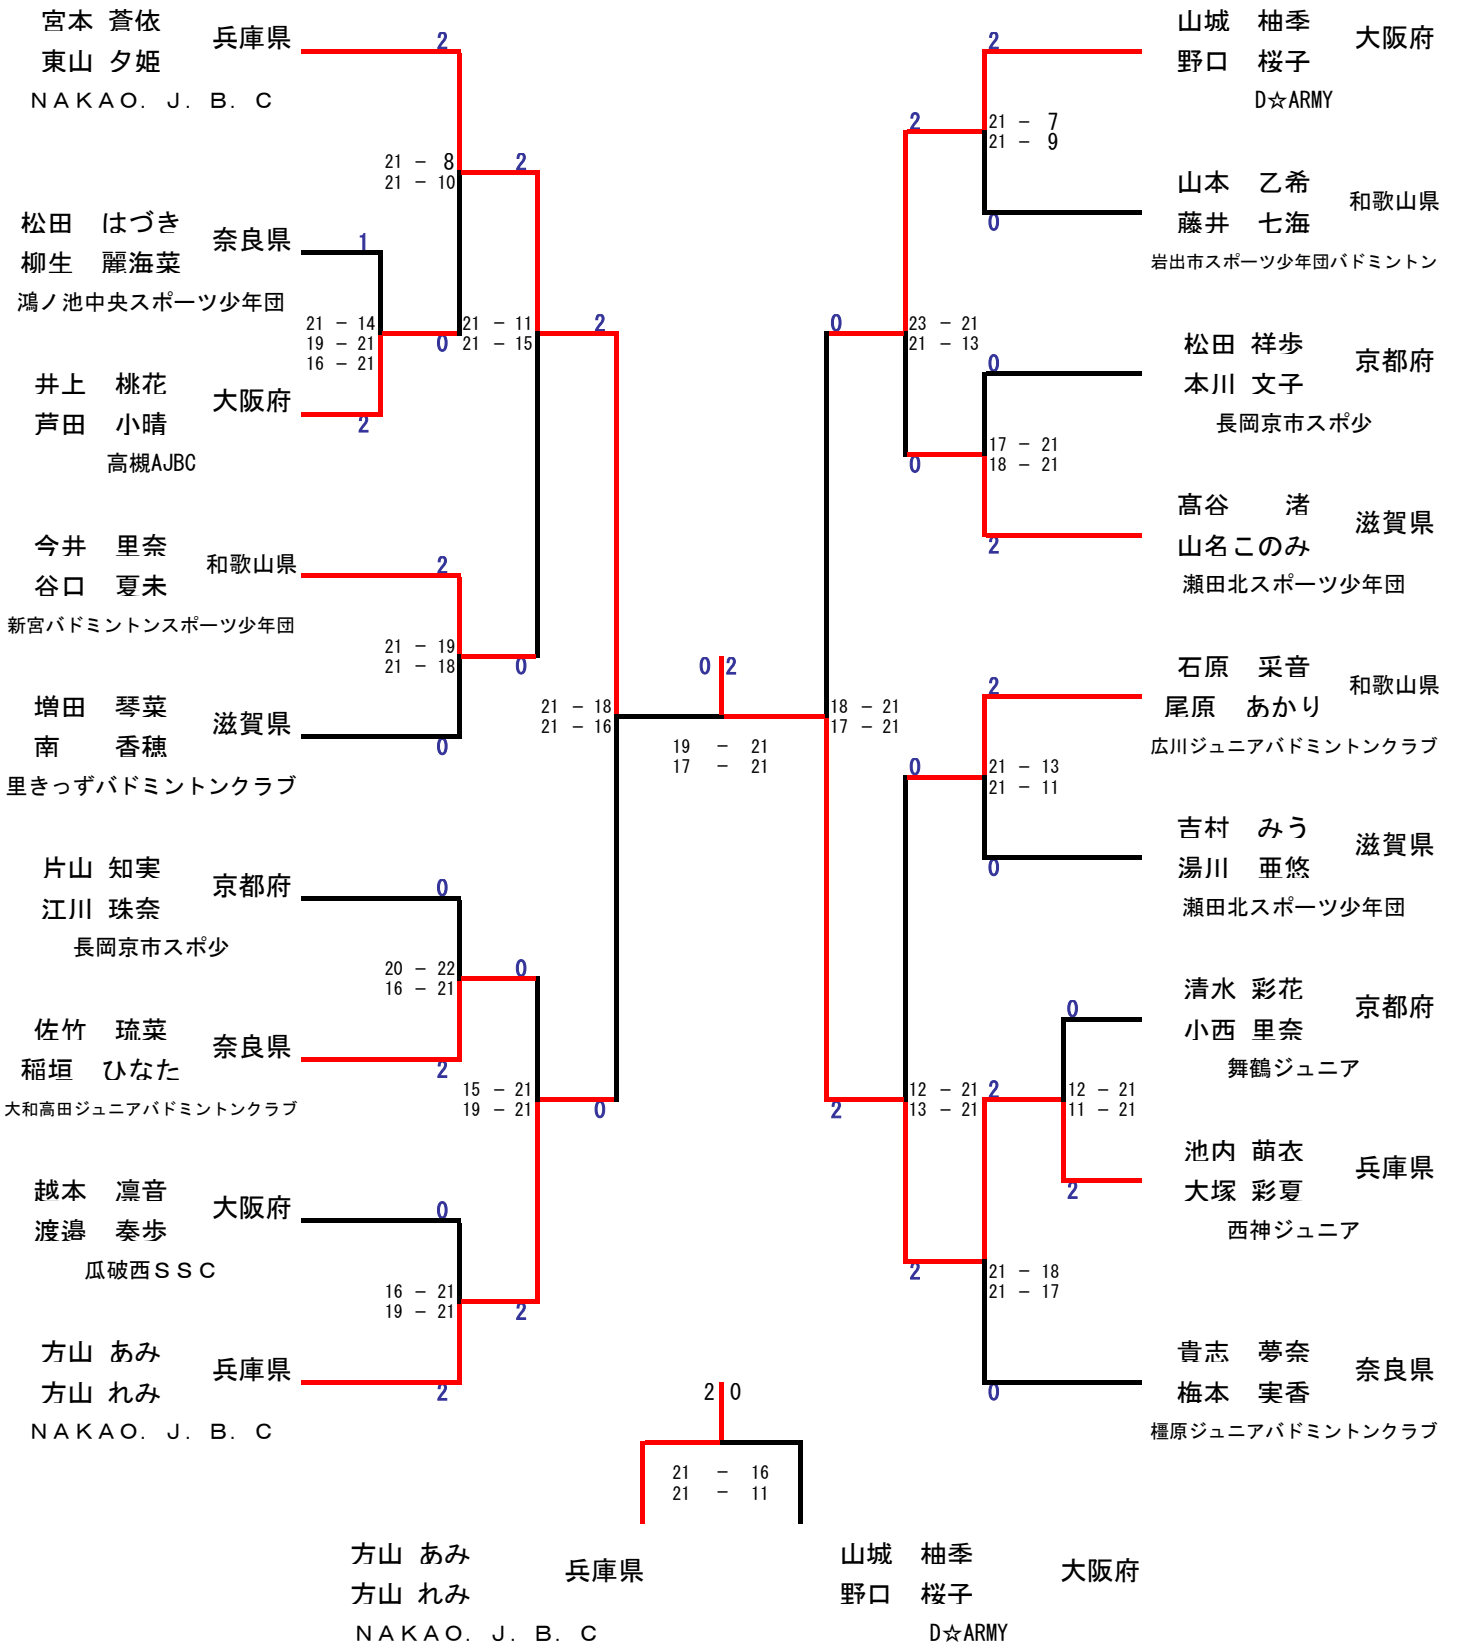 宮本 蒼依
東山 夕姫
兵庫県
ＮＡＫＡＯ．Ｊ．Ｂ．Ｃ
2
21 － 8
21 － 10
2
松田　はづき
柳生　麗海菜
奈良県
鴻ノ池中央スポーツ少年団
1
21 － 14
19 － 21
16 － 21
0
井上　桃花
芦田　小晴
大阪府
高槻AJBC
2
21 － 11
21 － 15
2
今井　里奈
谷口　夏未
和歌山県
新宮バドミントンスポーツ少年団
2
21 － 19
21 － 18
0
増田　琴菜
南　　香穂
滋賀県
里きっずバドミントンクラブ
0
21 － 18
21 － 16
片山 知実
江川 珠奈
京都府
長岡京市スポ少
0
20 － 22
16 － 21
0
佐竹　琉菜
稲垣　ひなた
奈良県
大和高田ジュニアバドミントンクラブ
2
15 － 21
19 － 21
0
越本　凛音
渡邉　奏歩
大阪府
瓜破西ＳＳＣ
0
16 － 21
19 － 21
2
方山 あみ
方山 れみ
兵庫県
ＮＡＫＡＯ．Ｊ．Ｂ．Ｃ
2
0 2
19 － 21
17 － 21
山城　柚季
野口　桜子
大阪府
D☆ARMY
2
21 － 7
21 － 9
2
山本　乙希
藤井　七海
和歌山県
岩出市スポーツ少年団バドミントン
0
23 － 21
21 － 13
0
松田 祥歩
本川 文子
京都府
長岡京市スポ少
0
17 － 21
18 － 21
0
髙谷　　渚
山名このみ
滋賀県
瀬田北スポーツ少年団
2
18 － 21
17 － 21
石原　采音
尾原　あかり
和歌山県
広川ジュニアバドミントンクラブ
2
21 － 13
21 － 11
0
吉村　みう
湯川　亜悠
滋賀県
瀬田北スポーツ少年団
0
清水 彩花
小西 里奈
京都府
舞鶴ジュニア
0
12 － 21
11 － 21
2
12 － 21
13 － 21
2
池内 萌衣
大塚 彩夏
兵庫県
西神ジュニア
2
21 － 18
21 － 17
2
貴志　夢奈
梅本　実香
奈良県
橿原ジュニアバドミントンクラブ
0
2 0
21 － 16
21 － 11
方山 あみ
方山 れみ
兵庫県
ＮＡＫＡＯ．Ｊ．Ｂ．Ｃ
山城　柚季
野口　桜子
大阪府
D☆ARMY